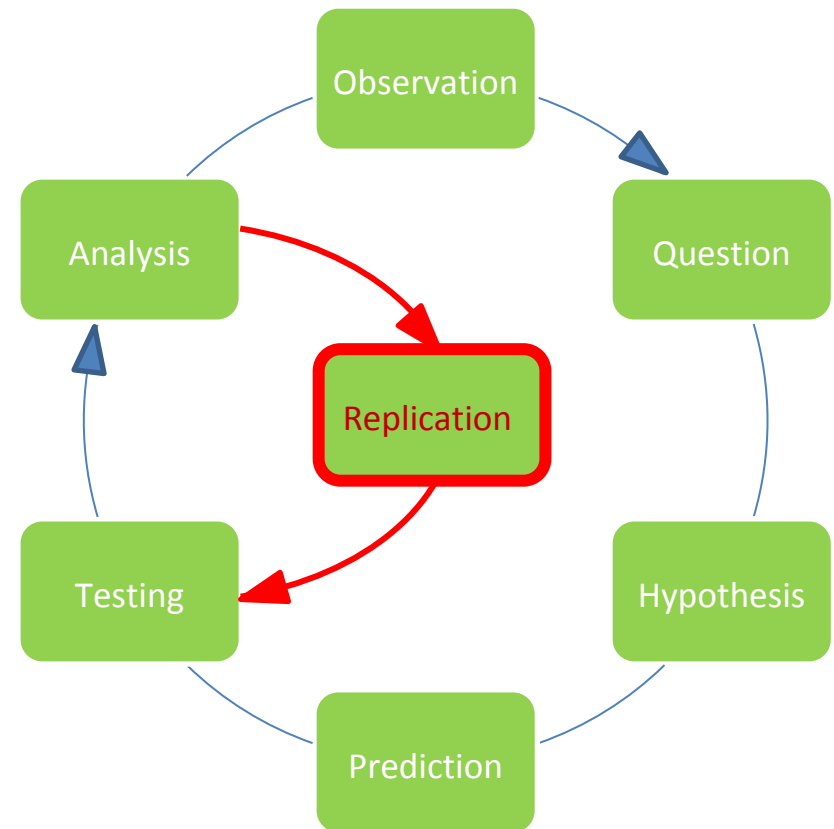 Observation
Question
Hypothesis
Prediction
Testing
Analysis
Replication